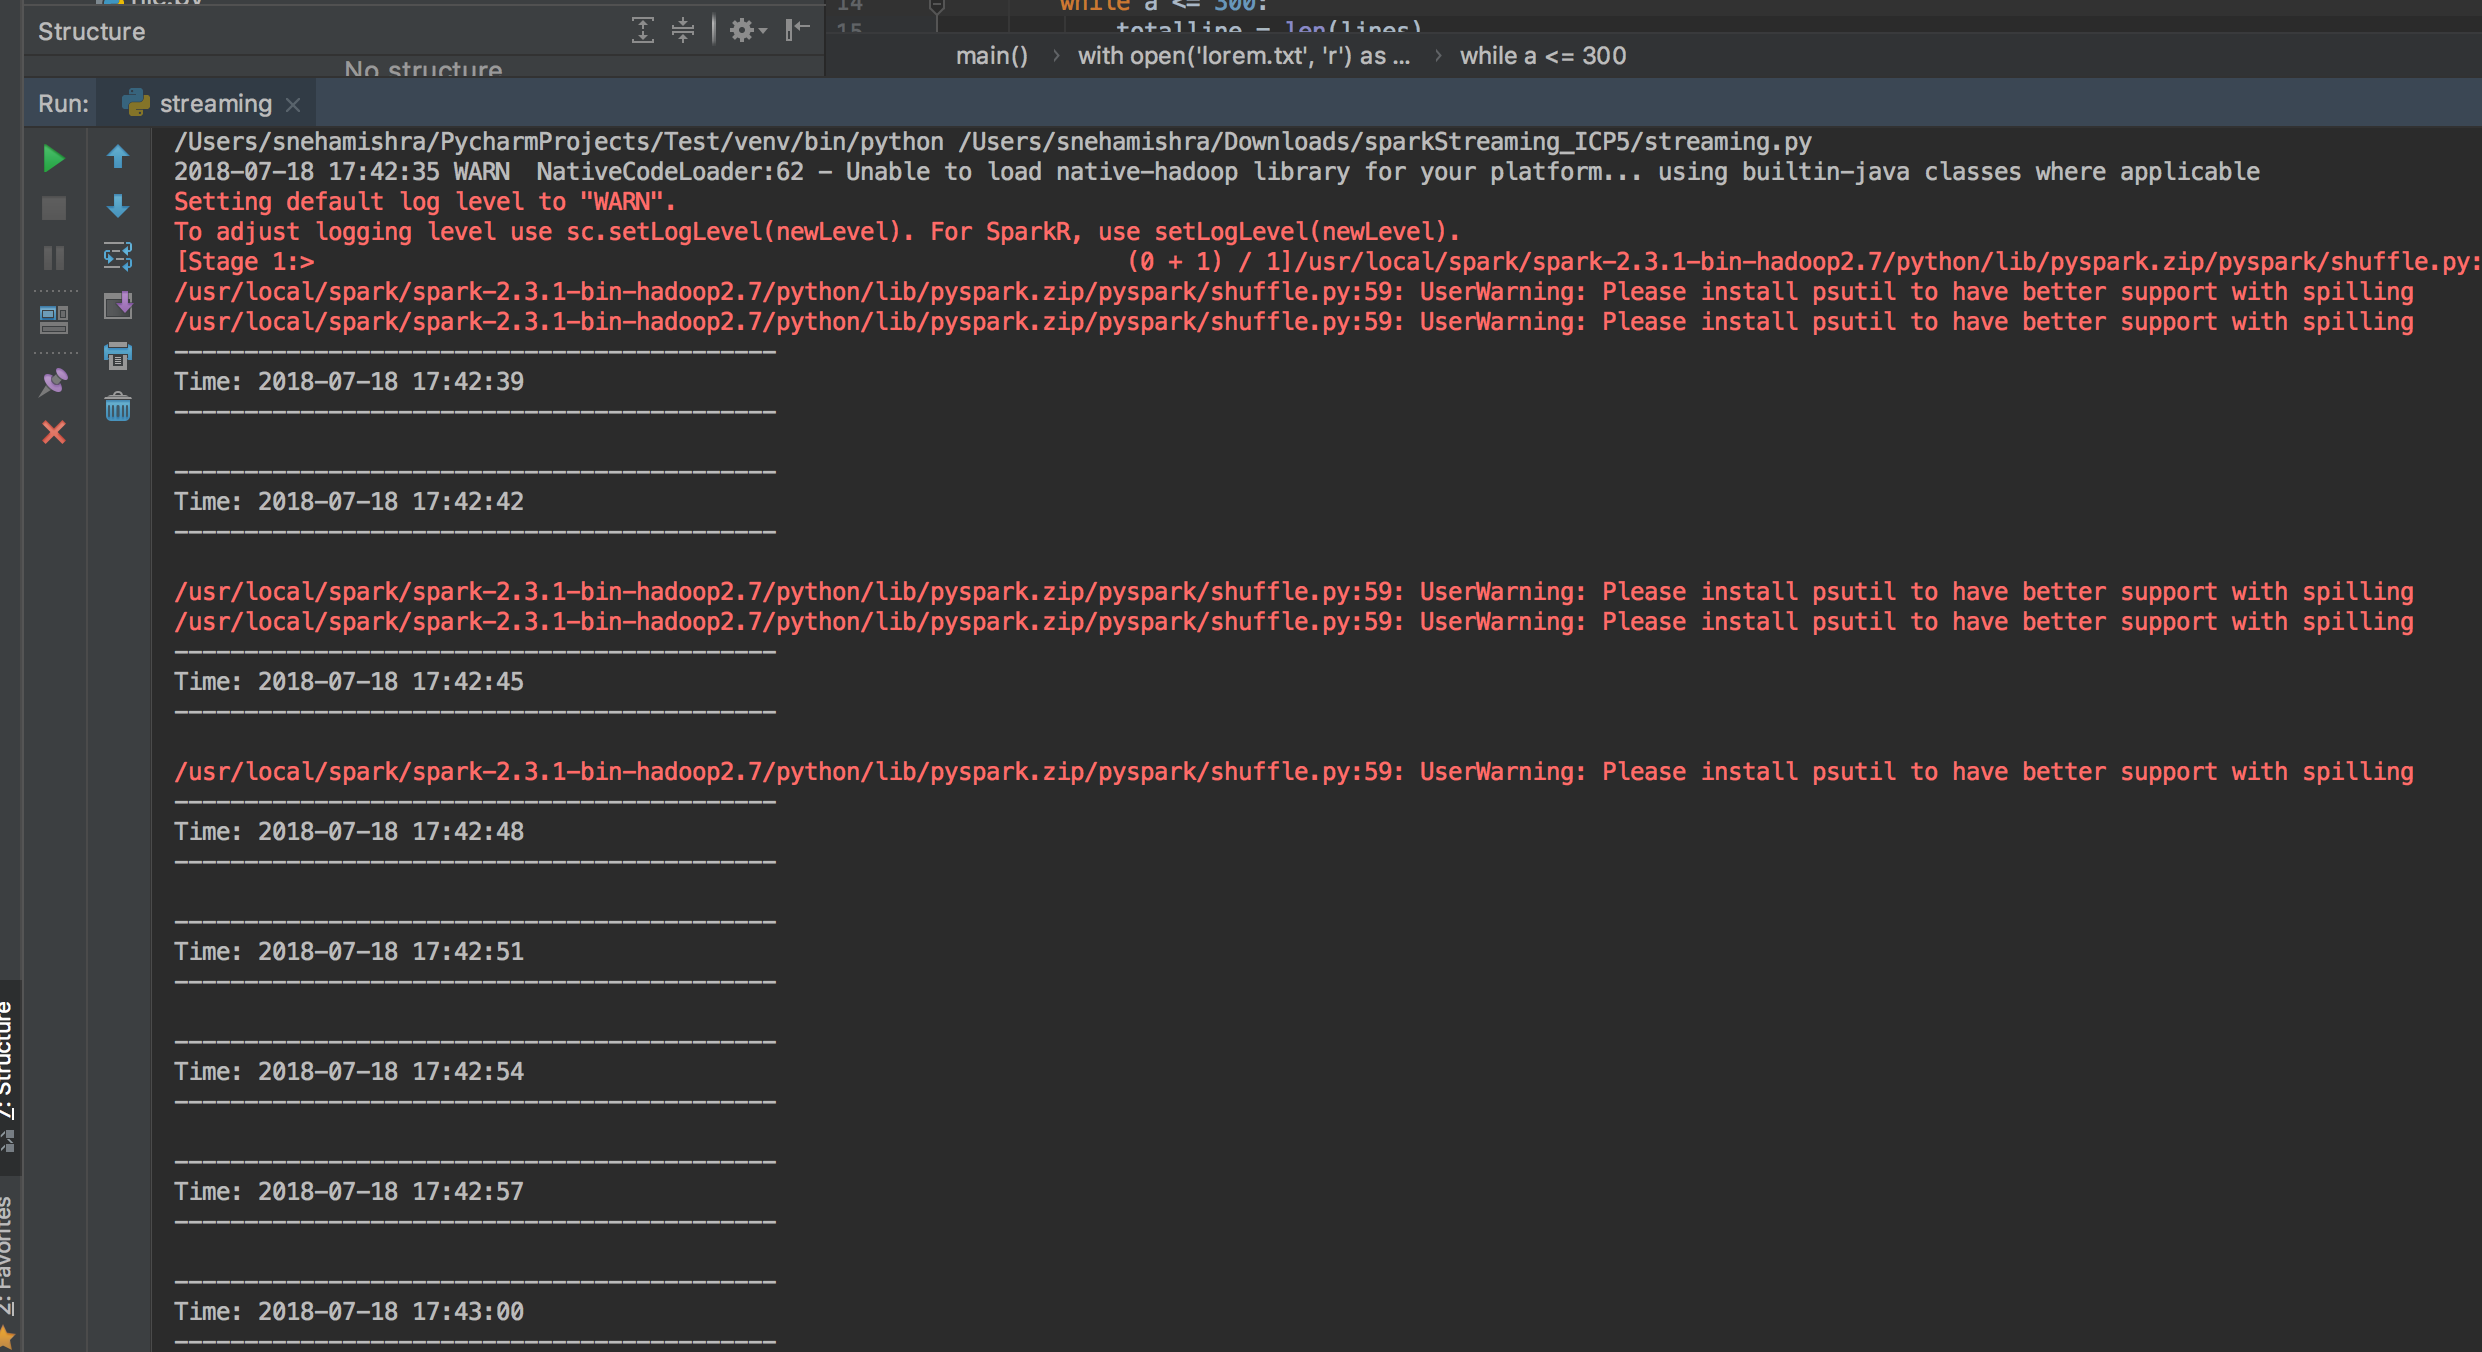 Structure
14 while a <= 300:
15 totalline = len(lines)
No structure
main() › with open('lorem.txt', 'r') as ... › while a <= 300
Run: streaming
/Users/snehamishra/PycharmProjects/Test/venv/bin/python /Users/snehamishra/Downloads/sparkStreaming_ICP5/streaming.py
2018-07-18 17:42:35 WARN  NativeCodeLoader:62 - Unable to load native-hadoop library for your platform... using builtin-java classes where applicable
Setting default log level to "WARN".
To adjust logging level use sc.setLogLevel(newLevel). For SparkR, use setLogLevel(newLevel).
[Stage 1:>                                                          (0 + 1) / 1]/usr/local/spark/spark-2.3.1-bin-hadoop2.7/python/lib/pyspark.zip/pyspark/shuffle.py:
/usr/local/spark/spark-2.3.1-bin-hadoop2.7/python/lib/pyspark.zip/pyspark/shuffle.py:59: UserWarning: Please install psutil to have better support with spilling
/usr/local/spark/spark-2.3.1-bin-hadoop2.7/python/lib/pyspark.zip/pyspark/shuffle.py:59: UserWarning: Please install psutil to have better support with spilling
-------------------------------------------
Time: 2018-07-18 17:42:39
-------------------------------------------
-------------------------------------------
Time: 2018-07-18 17:42:42
-------------------------------------------
/usr/local/spark/spark-2.3.1-bin-hadoop2.7/python/lib/pyspark.zip/pyspark/shuffle.py:59: UserWarning: Please install psutil to have better support with spilling
/usr/local/spark/spark-2.3.1-bin-hadoop2.7/python/lib/pyspark.zip/pyspark/shuffle.py:59: UserWarning: Please install psutil to have better support with spilling
-------------------------------------------
Time: 2018-07-18 17:42:45
-------------------------------------------
/usr/local/spark/spark-2.3.1-bin-hadoop2.7/python/lib/pyspark.zip/pyspark/shuffle.py:59: UserWarning: Please install psutil to have better support with spilling
-------------------------------------------
Time: 2018-07-18 17:42:48
-------------------------------------------
-------------------------------------------
Time: 2018-07-18 17:42:51
-------------------------------------------
-------------------------------------------
Time: 2018-07-18 17:42:54
-------------------------------------------
-------------------------------------------
Time: 2018-07-18 17:42:57
-------------------------------------------
-------------------------------------------
Time: 2018-07-18 17:43:00
-------------------------------------------
7: Structure
2: Favorites